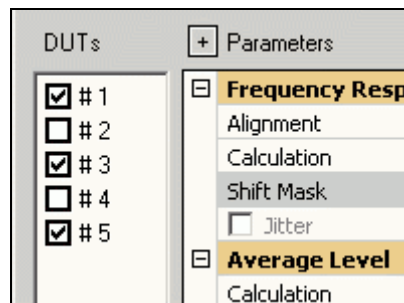 DUTs
+ Parameters
#1
#2
#3
#4
#5
Frequency Resp
Alignment
Calculation
Shift Mask
Jitter
Average Level
Calculation